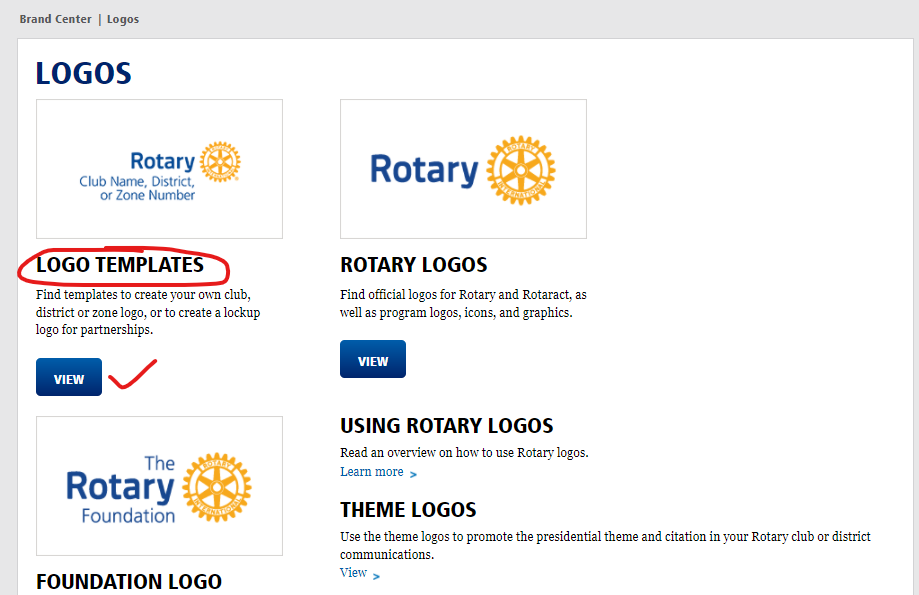 Brand Center | Logos
LOGOS
Rotary
Club Name, District,
or Zone Number
LOGO TEMPLATES
Find templates to create your own club,
district or zone logo, or to create a lockup
logo for partnerships.
VIEW
Rotary
ROTARY INTERNATIONAL
ROTARY LOGOS
Find official logos for Rotary and Rotaract, as
well as program logos, icons, and graphics.
VIEW
The
Rotary
Foundation
ROTARY INTERNATIONAL
FOUNDATION LOGO
USING ROTARY LOGOS
Read an overview on how to use Rotary logos.
Learn more >
THEME LOGOS
Use the theme logos to promote the presidential theme and citation in your Rotary club or district
communications.
View >